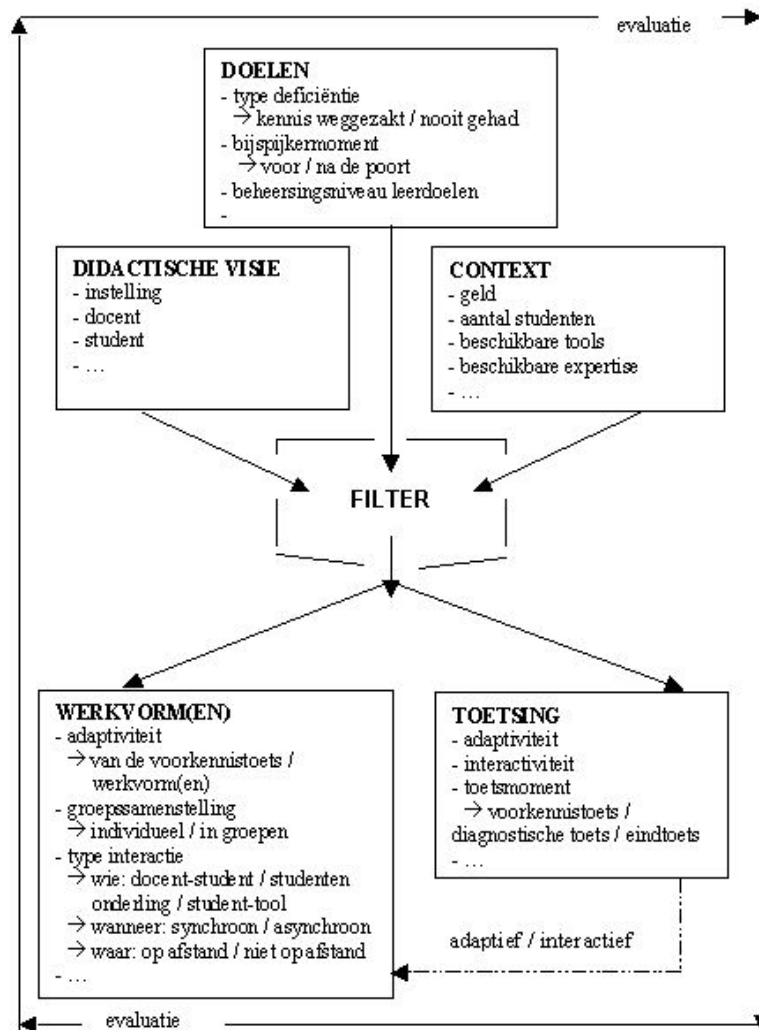 evaluatie
DOELEN
- type deficiëntie
→ kennis weggezakt / nooit gehad
- bijspijkermoment
→ voor / na de poort
- beheersingsniveau leerdoelen
-
DIDACTISCHE VISIE
- instelling
- docent
- student
- ...
CONTEXT
- geld
- aantal studenten
- beschikbare tools
- beschikbare expertise
- ...
FILTER
WERKVORM(EN)
- adaptiviteit
→ van de voorkennistoets /
werkvorm(en)
- groepssamenstelling
→ individueel / in groepen
- type interactie
→ wie: docent-student / studenten
onderling / student-tool
→ wanneer: synchroon / asynchroon
→ waar: op afstand / niet op afstand
- ...
TOETSING
- adaptiviteit
- interactiviteit
- toetsmoment
→ voorkennistoets /
diagnostische toets / eindtoets
- ...
adaptief / interactief
evaluatie